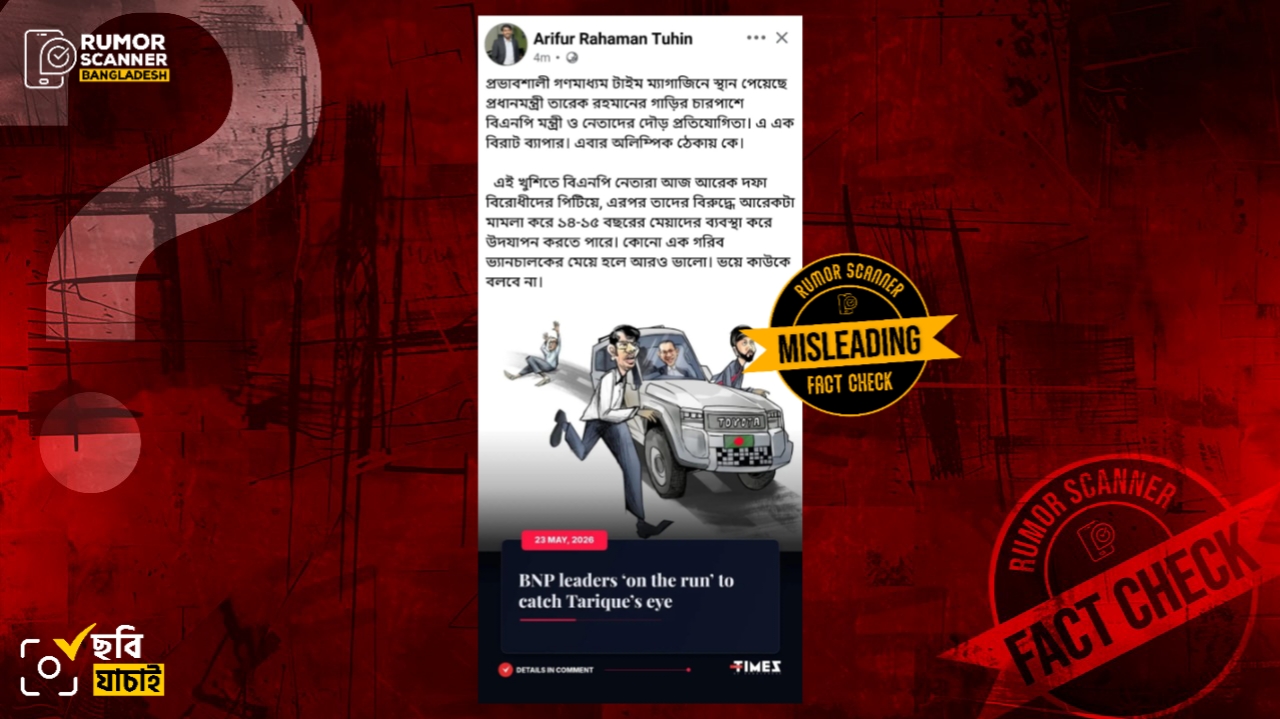 RUMOR
SCANNER
BANGLADESH
Arifur Rahaman Tuhin
4m
প্রভাবশালী গণমাধ্যম টাইম ম্যাগাজিনে স্থান পেয়েছে
প্রধানমন্ত্রী তারেক রহমানের গাড়ির চারপাশে
বিএনপি মন্ত্রী ও নেতাদের দৌড় প্রতিযোগিতা। এ এক
বিরাট ব্যাপার। এবার অলিম্পিক ঠেকায় কে।
এই খুশিতে বিএনপি নেতারা আজ আরেক দফা
বিরোধীদের পিটিয়ে, এরপর তাদের বিরুদ্ধে আরেকটা
মামলা করে ১৪-১৫ বছরের মেয়াদের ব্যবস্থা করে
উদযাপন করতে পারে। কোনো এক গরিব
ভ্যানচালকের মেয়ে হলে আরও ভালো। ভয়ে কাউকে
বলবে না।
RUMOR SCANNER
MISLEADING
FACT CHECK
TOYOTA
23 MAY, 2026
BNP leaders ‘on the run’ to
catch Tarique’s eye
DETAILS IN COMMENT
TIMES
RUMOR SCANNER
FACT CHECK
ছবি
যাচাই